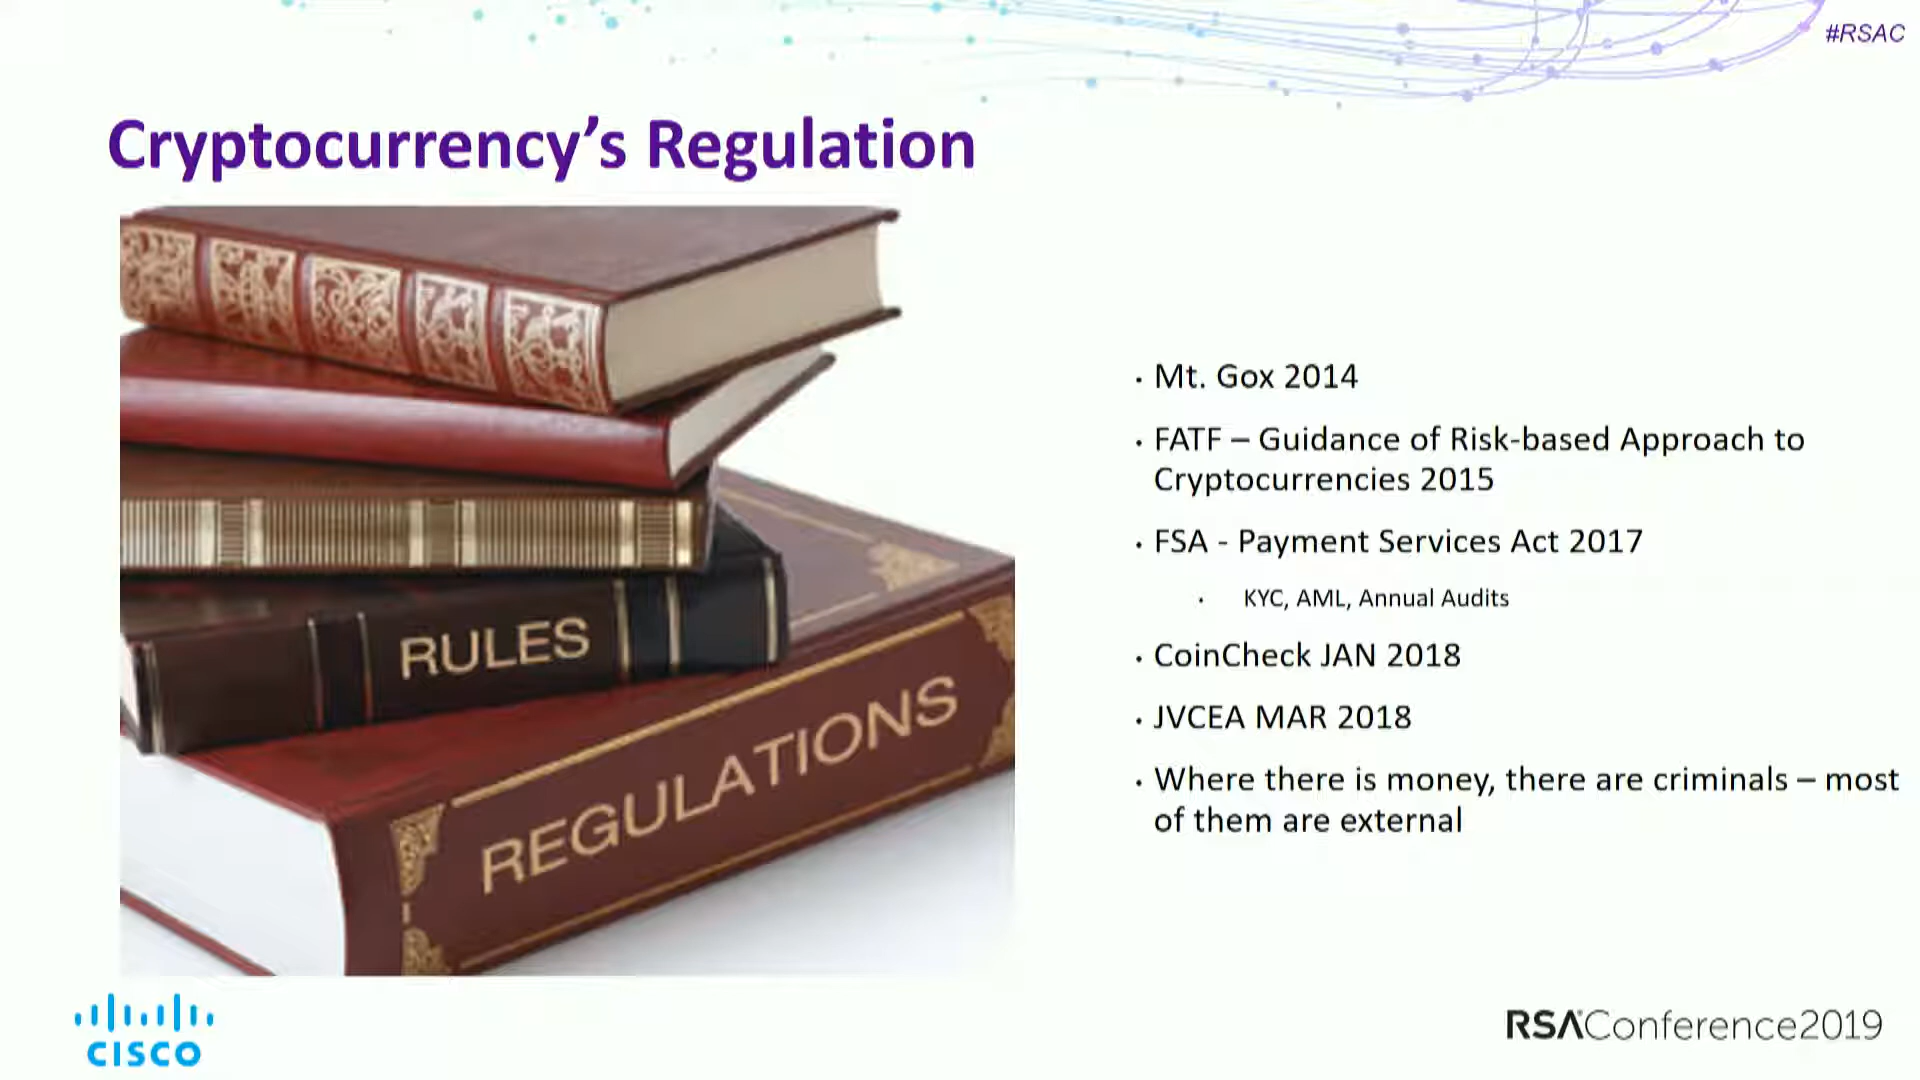 #RSAC
Cryptocurrency’s Regulation
RULES
REGULATIONS
• Mt. Gox 2014
• FATF – Guidance of Risk-based Approach to
Cryptocurrencies 2015
• FSA - Payment Services Act 2017
• KYC, AML, Annual Audits
• CoinCheck JAN 2018
• JVCEA MAR 2018
• Where there is money, there are criminals – most
of them are external
CISCO
RSAConference2019